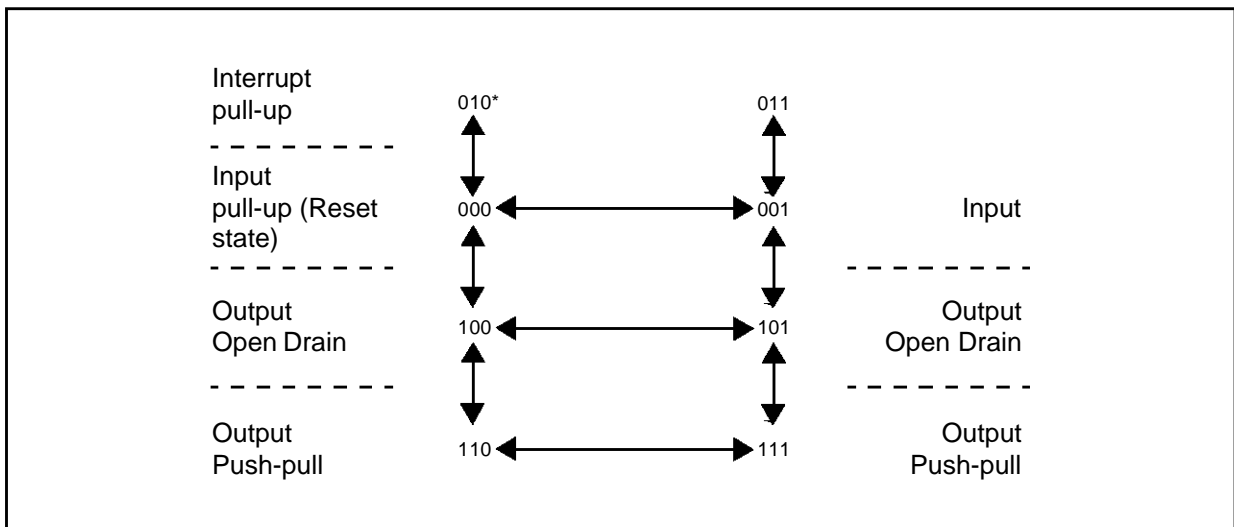 Interrupt
pull-up
010*
011
Input
pull-up (Reset
state)
000
001
Input
Output
Open Drain
100
101
Output
Open Drain
Output
Push-pull
110
111
Output
Push-pull